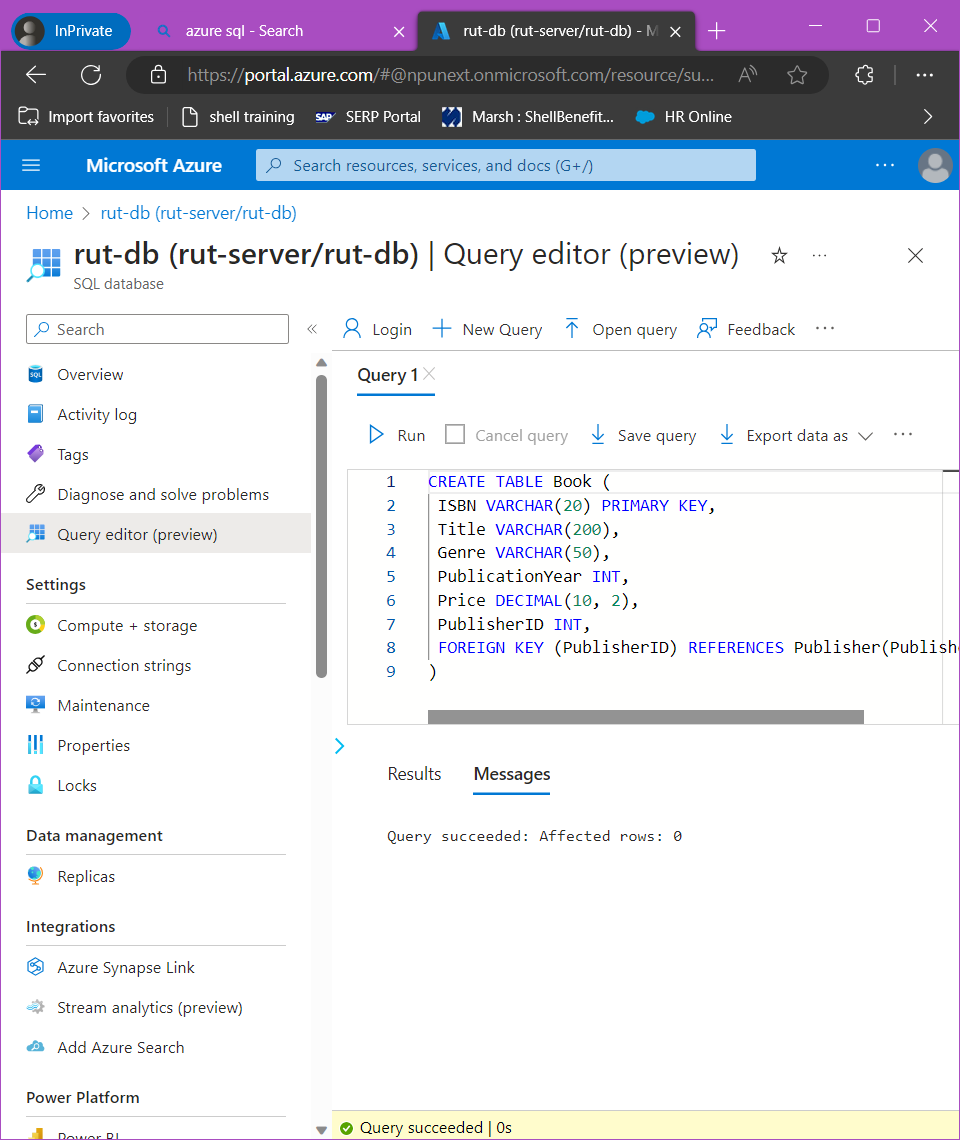 InPrivate
azure sql - Search
rut-db (rut-server/rut-db) - M
https://portal.azure.com/#@npunext.onmicrosoft.com/resource/su...
Import favorites
shell training
SAP
SERP Portal
Marsh : ShellBenefit...
HR Online
Microsoft Azure
Search resources, services, and docs (G+/)
Home
rut-db (rut-server/rut-db)
rut-db (rut-server/rut-db) | Query editor (preview)
SQL database
Search
Login
New Query
Open query
Feedback
Overview
Activity log
Tags
Diagnose and solve problems
Query editor (preview)
Settings
Compute + storage
Connection strings
Maintenance
Properties
Locks
Data management
Replicas
Integrations
Azure Synapse Link
Stream analytics (preview)
Add Azure Search
Power Platform
Power BI
Query 1
Run
Cancel query
Save query
Export data as
1 CREATE TABLE Book (
2 ISBN VARCHAR(20) PRIMARY KEY,
3 Title VARCHAR(200),
4 Genre VARCHAR(50),
5 PublicationYear INT,
6 Price DECIMAL(10, 2),
7 PublisherID INT,
8 FOREIGN KEY (PublisherID) REFERENCES Publisher(Publish
9 )
Results
Messages
Query succeeded: Affected rows: 0
Query succeeded | 0s